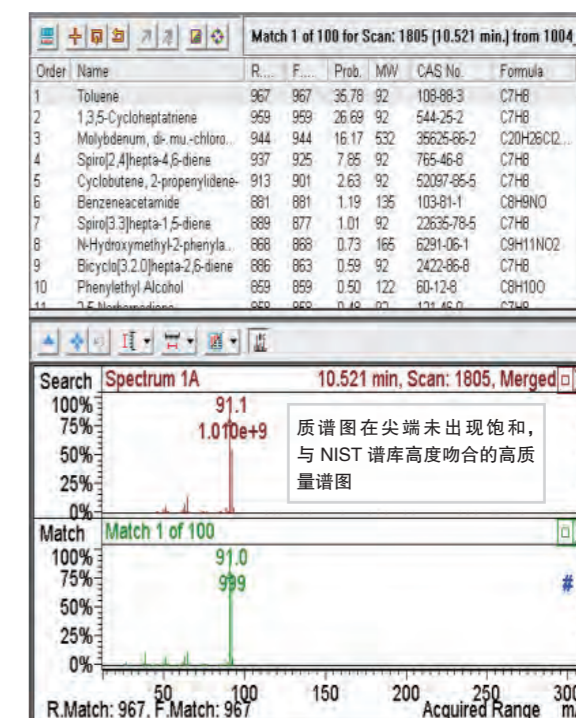 Match 1 of 100 for Scan: 1805 (10.521 min.) from 1004_
Order Name R.... F.... Prob. MW CAS No. Formula
1 Toluene 967 967 35.78 92 108-88-3 C7H8
2 1,3,5-Cycloheptatriene 959 959 26.69 92 544-25-2 C7H8
3 Molybdenum, di-.mu.-chloro... 944 944 16.17 532 35625-66-2 C20H26Cl2...
4 Spiro[2.4]hepta-4,6-diene 937 925 7.85 92 765-46-8 C7H8
5 Cyclobutene, 2-propenylidene- 913 901 2.63 92 52097-85-5 C7H8
6 Benzeneacetamide 881 881 1.19 135 103-81-1 C8H9NO
7 Spiro[3.3]hepta-1,5-diene 889 877 1.01 92 22635-78-5 C7H8
8 N-Hydroxymethyl-2-phenyla... 868 868 0.73 165 6291-06-1 C9H11NO2
9 Bicyclo[3.2.0]hepta-2,6-diene 886 863 0.59 92 2422-86-8 C7H8
10 Phenylethyl Alcohol 859 859 0.50 122 60-12-8 C8H10O
Search Spectrum 1A 10.521 min, Scan: 1805, Merged
100%
75%
50%
25%
0%
91.1
1.010e+9
质谱图在尖端未出现饱和，
与 NIST 谱库高度吻合的高质
量谱图
Match Match 1 of 100
100%
75%
50%
25%
0%
91.0
999
#
50 100 150 200 250 300
R.Match: 967, F.Match: 967 Acquired Range m